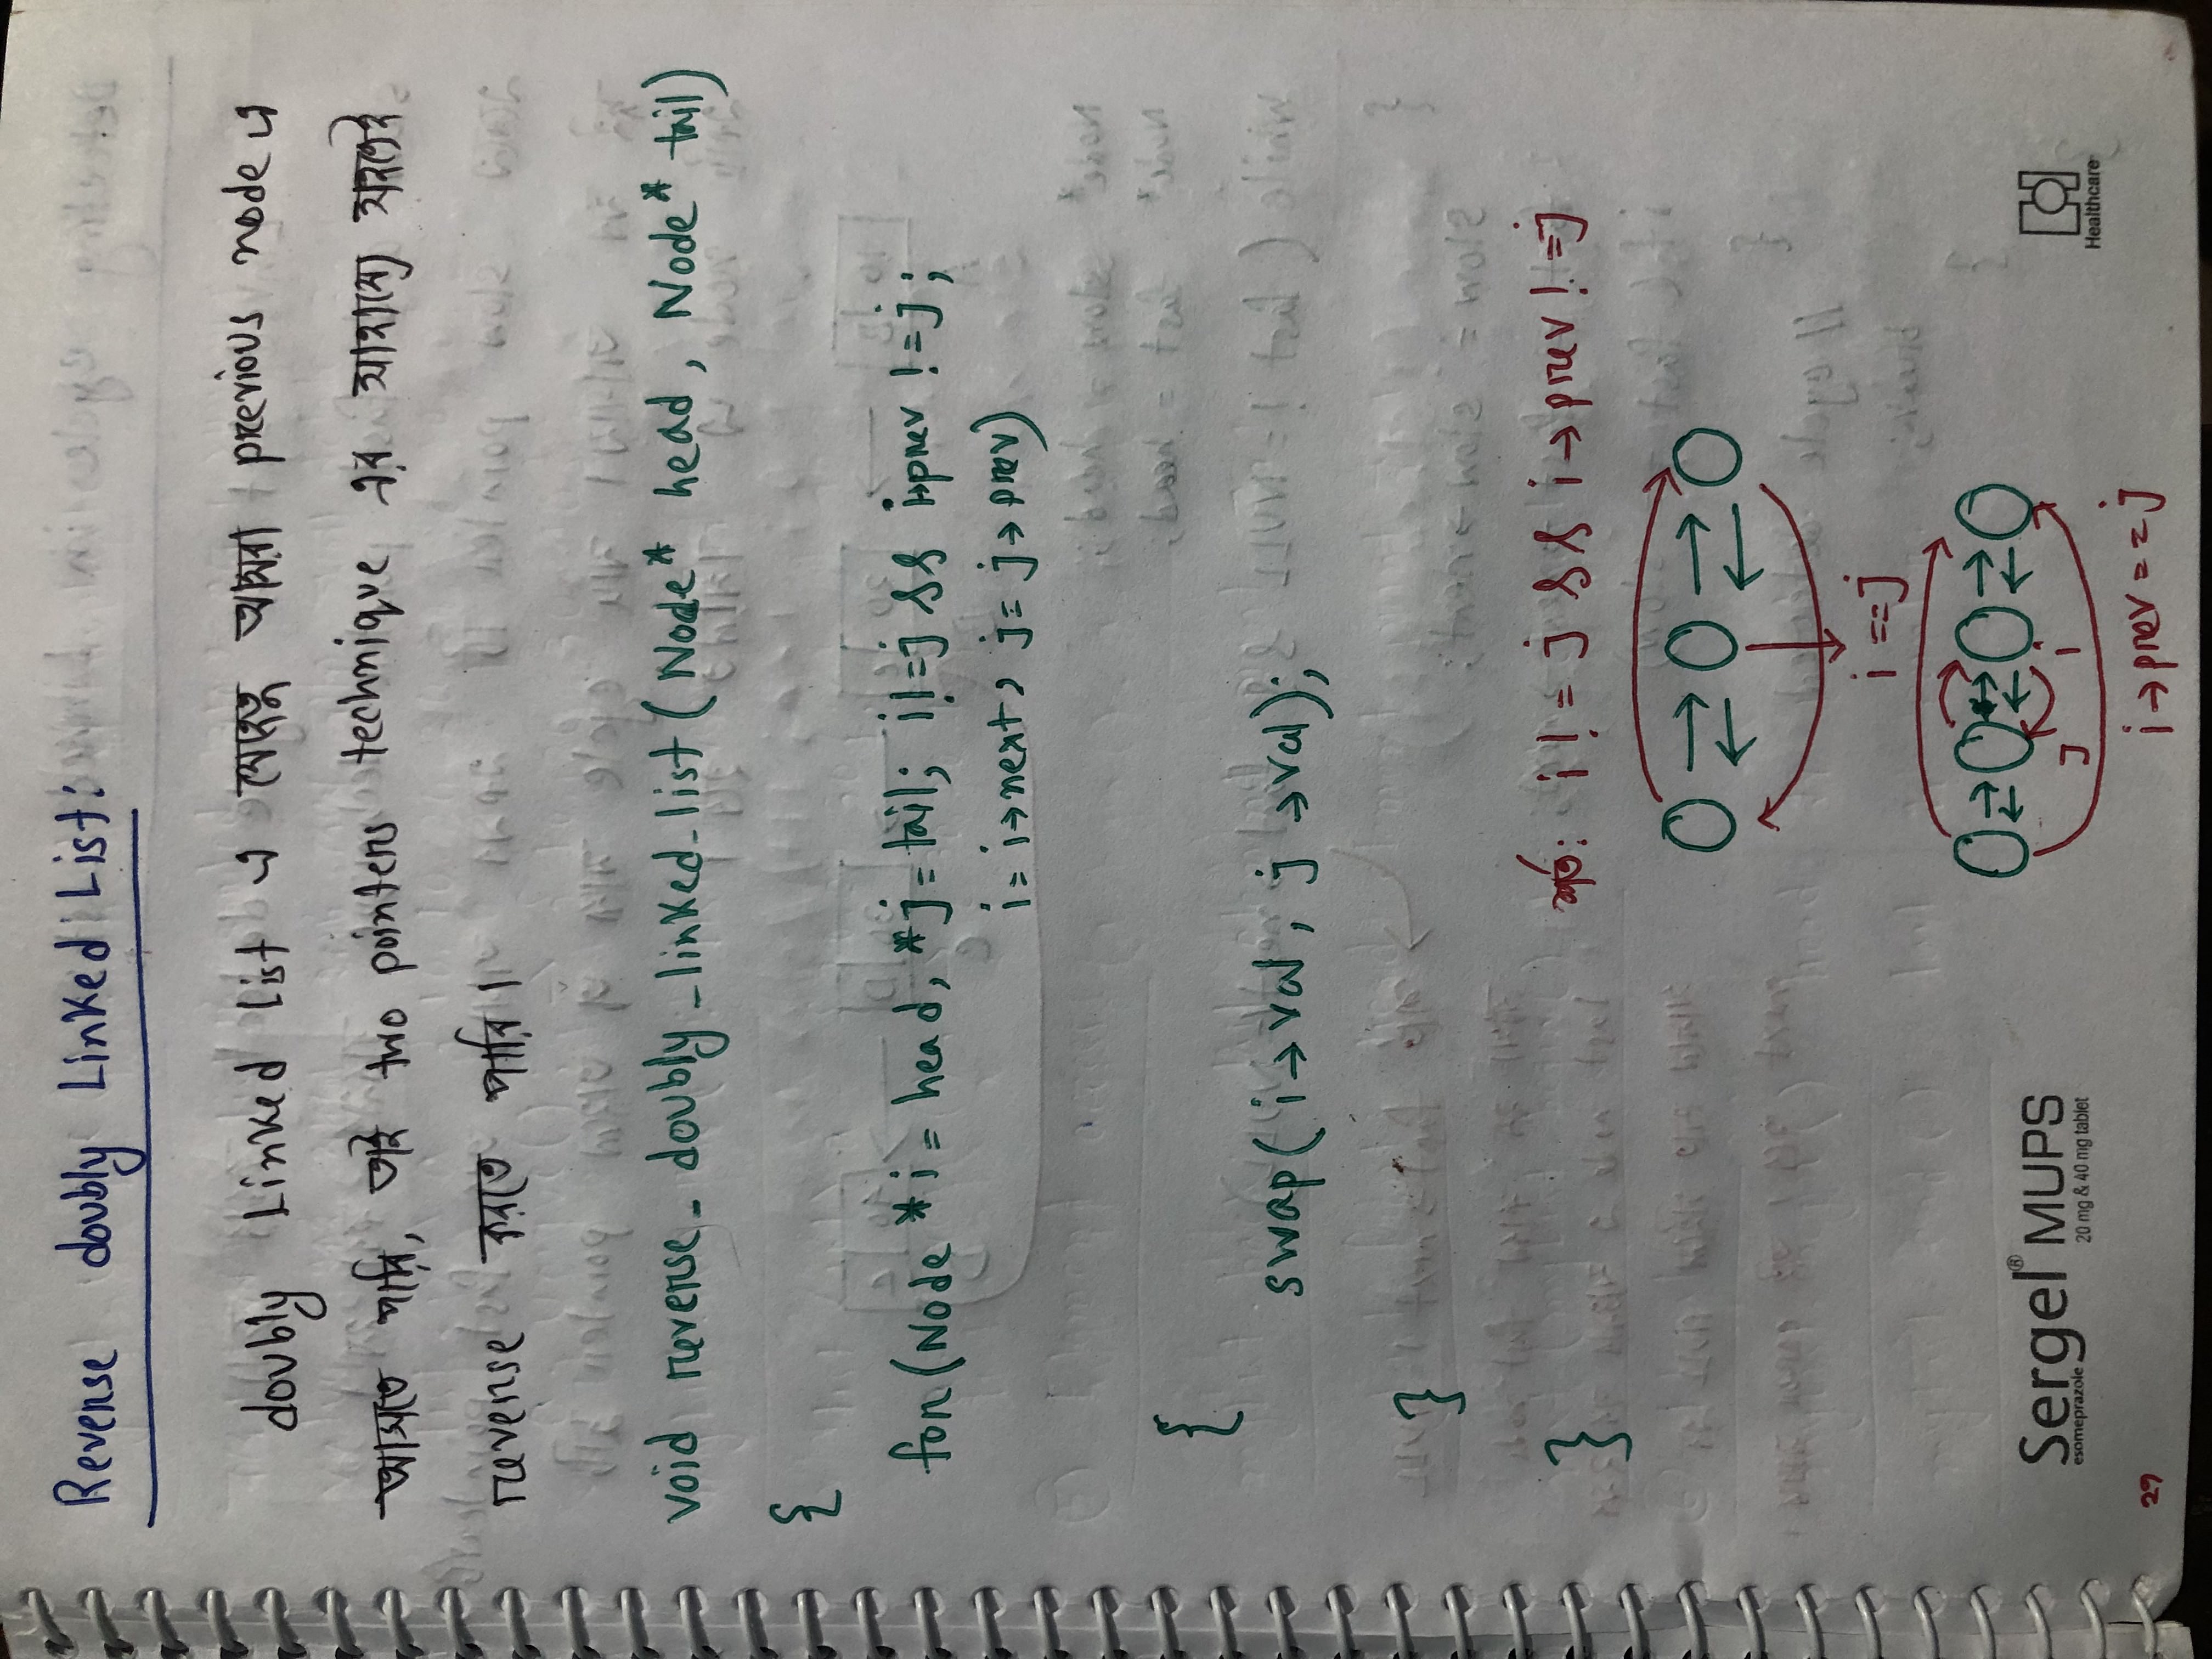 Reverse doubly Linked List:
doubly Linked List এ যেহেতু আমরা previous node এ
আসতে পারি, তাই two pointers technique এর সাহায্যে সহজেই
reverse করতে পারি।
void reverse_doubly_linked_list(Node* head, Node* tail)
{
for(Node *i = head, *j = tail; i!=j && i->prev != j;
i = i->next, j = j->prev)
{
swap(i->val, j->val);
}
}
শর্ত: i != j && i->prev != j
i == j
j i
i->prev == j
Sergel® MUPS
esomeprazole 20 mg & 40 mg tablet
Healthcare
29